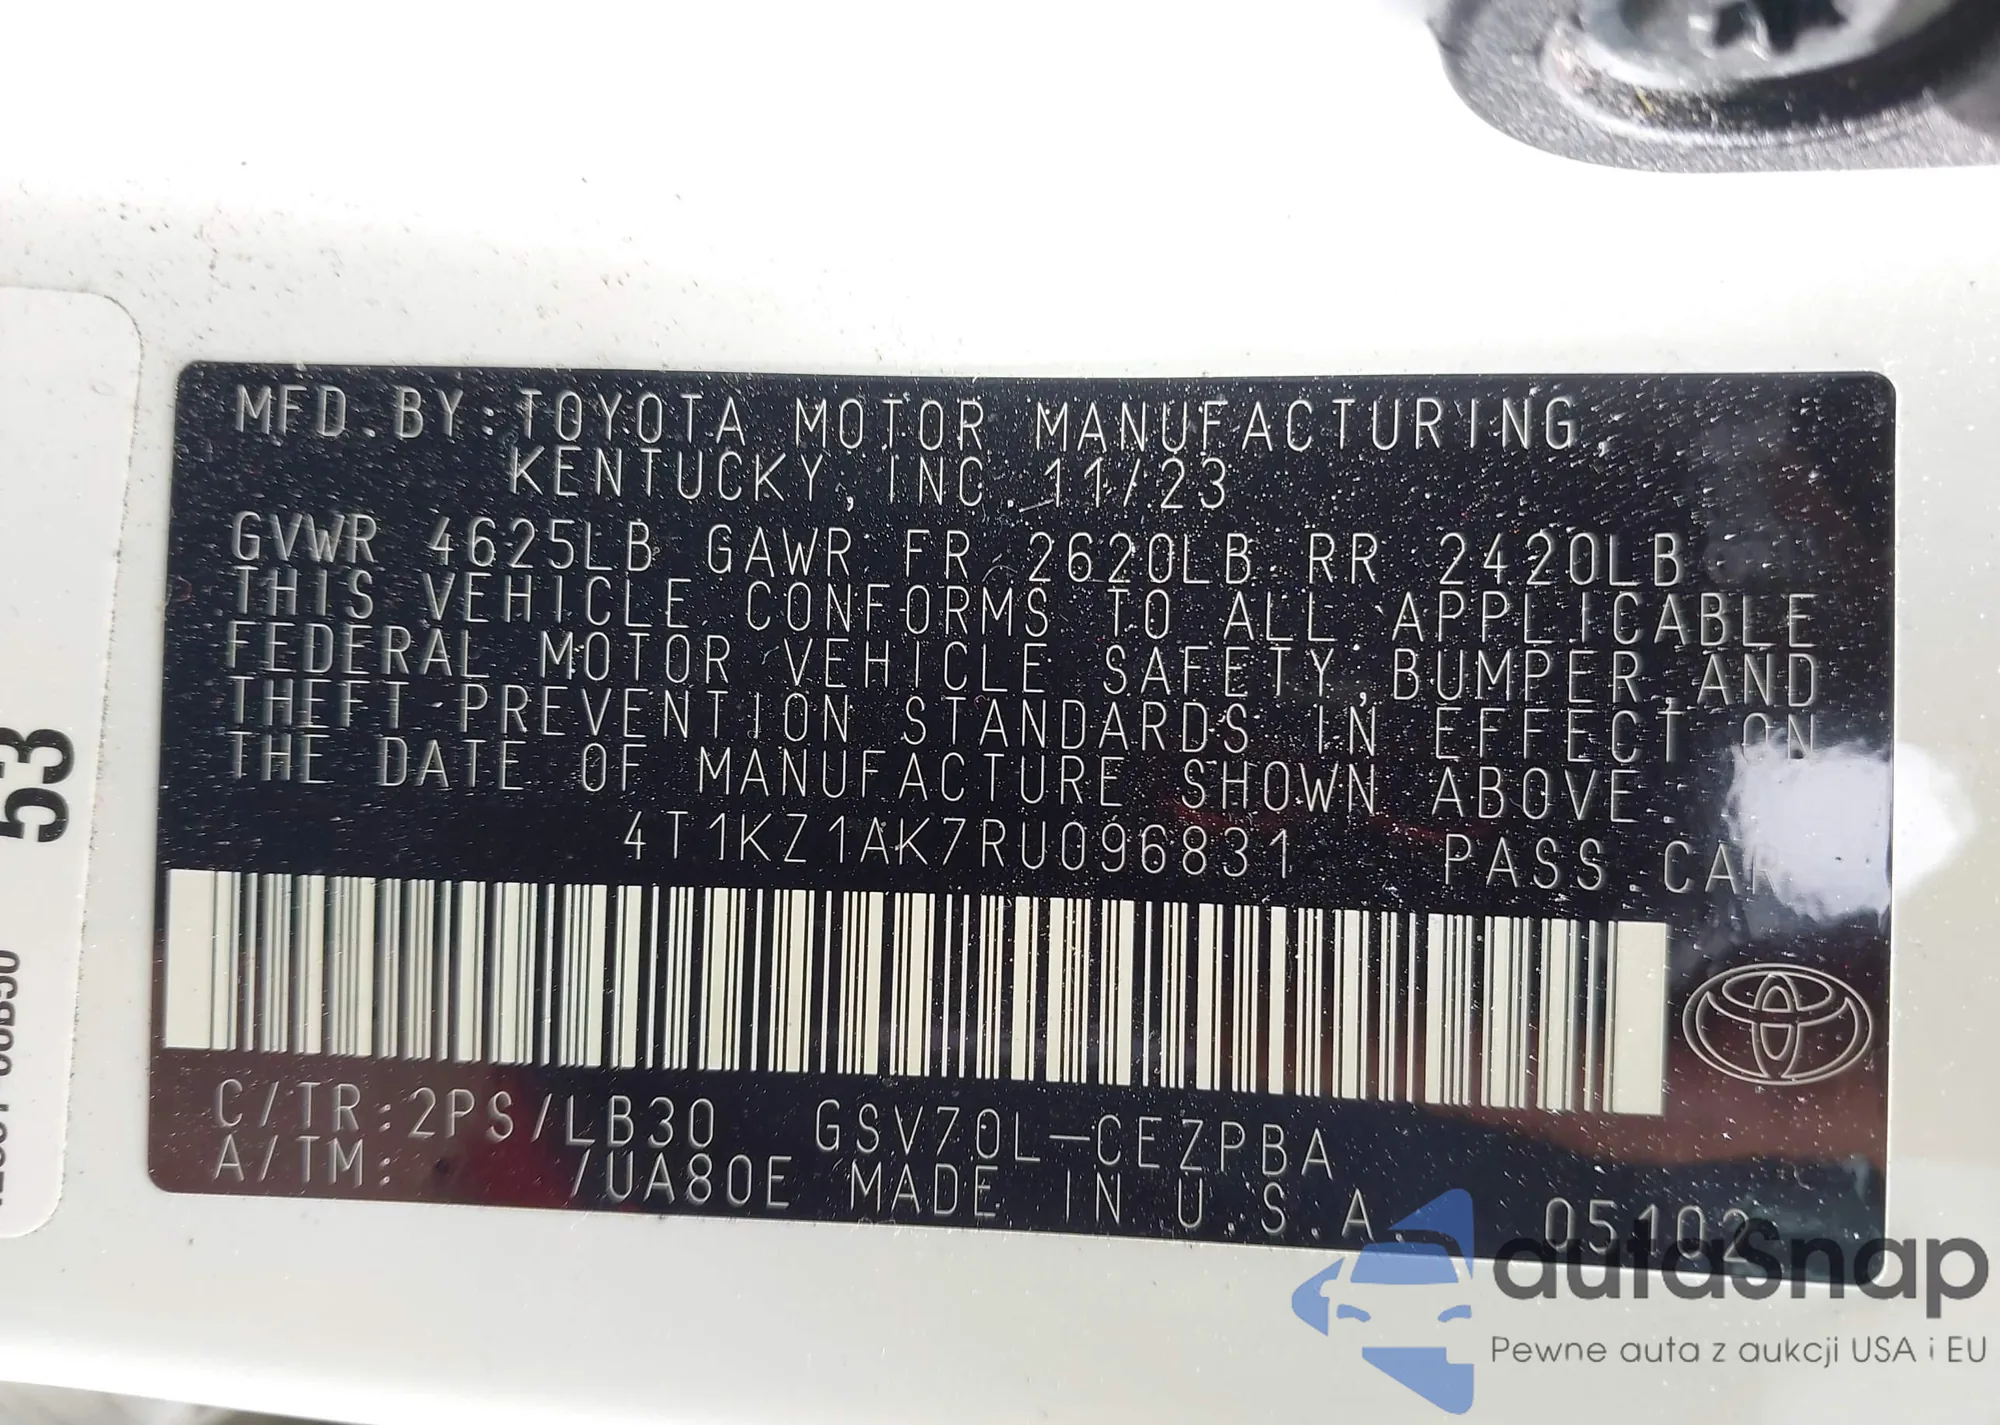 MFD.BY:TOYOTA MOTOR MANUFACTURING,
KENTUCKY,INC. 11/23
GVWR 4625LB GAWR FR 2620LB RR 2420LB
THIS VEHICLE CONFORMS TO ALL APPLICABLE
FEDERAL MOTOR VEHICLE SAFETY,BUMPER,AND
THEFT PREVENTION STANDARDS IN EFFECT ON
THE DATE OF MANUFACTURE SHOWN ABOVE.
4T1KZ1AK7RU096831 PASS.CAR
C/TR:2PS/LB30 GSV70L-CEZPBA
A/TM: /UA80E MADE IN U.S.A. 05102
53
autaSnap
Pewne auta z aukcji USA i EU